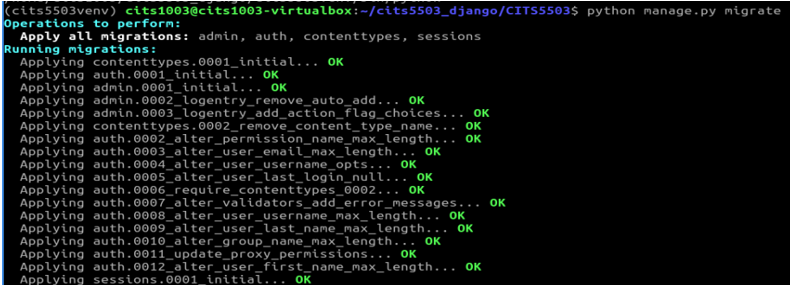 (cits5503venv) cits1003@cits1003-virtualbox:~/cits5503_django/CITS5503$ python manage.py migrate
Operations to perform:
  Apply all migrations: admin, auth, contenttypes, sessions
Running migrations:
  Applying contenttypes.0001_initial... OK
  Applying auth.0001_initial... OK
  Applying admin.0001_initial... OK
  Applying admin.0002_logentry_remove_auto_add... OK
  Applying admin.0003_logentry_add_action_flag_choices... OK
  Applying contenttypes.0002_remove_content_type_name... OK
  Applying auth.0002_alter_permission_name_max_length... OK
  Applying auth.0003_alter_user_email_max_length... OK
  Applying auth.0004_alter_user_username_opts... OK
  Applying auth.0005_alter_user_last_login_null... OK
  Applying auth.0006_require_contenttypes_0002... OK
  Applying auth.0007_alter_validators_add_error_messages... OK
  Applying auth.0008_alter_user_username_max_length... OK
  Applying auth.0009_alter_user_last_name_max_length... OK
  Applying auth.0010_alter_group_name_max_length... OK
  Applying auth.0011_update_proxy_permissions... OK
  Applying auth.0012_alter_user_first_name_max_length... OK
  Applying sessions.0001_initial... OK